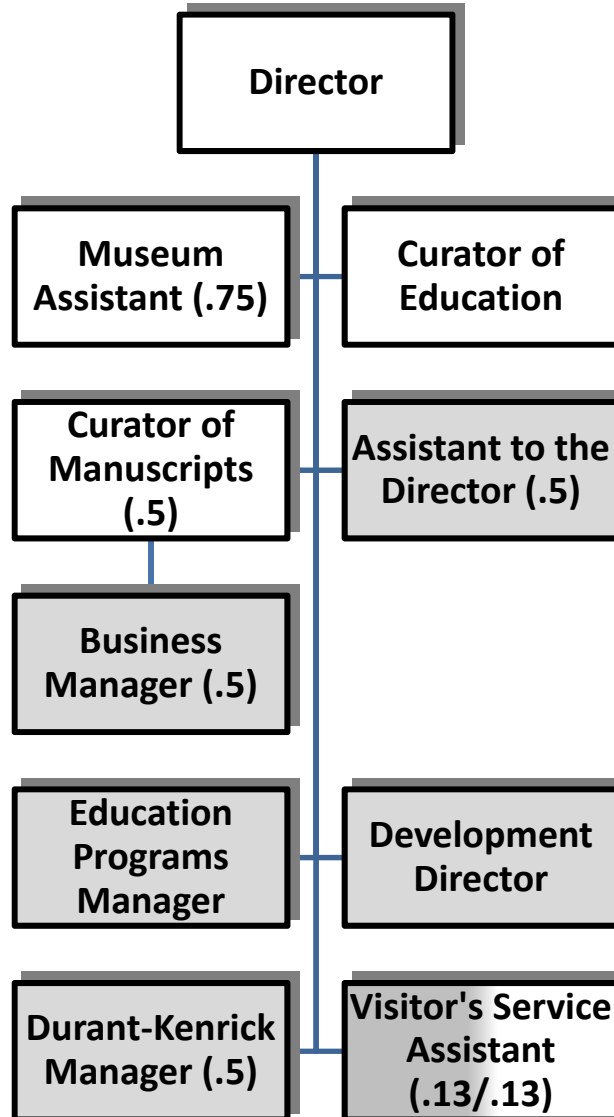 Director
Museum
Assistant (.75)
Curator of
Education
Curator of
Manuscripts
(.5)
Assistant to the
Director (.5)
Business
Manager (.5)
Education
Programs
Manager
Development
Director
Durant-Kenrick
Manager (.5)
Visitor's Service
Assistant
(.13/.13)